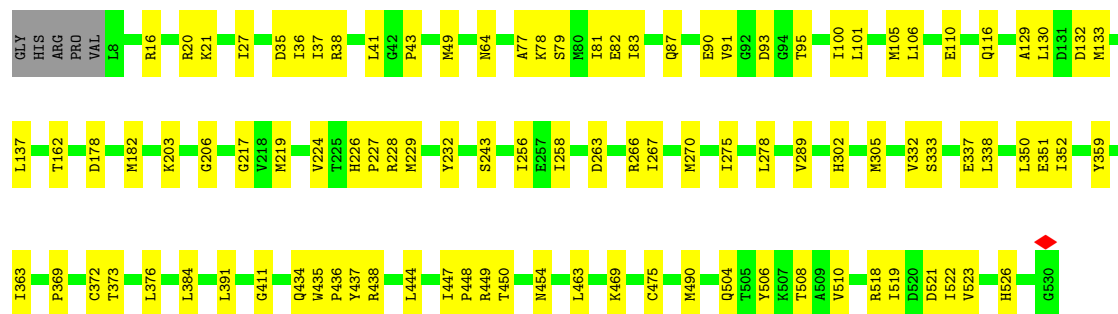 GLY HIS ARG PRO VAL L8 R16 R20 K21 I27 D35 I36 I37 R38 L41 G42 P43 M49 N64 A77 K78 S79 M80 I81 E82 I83 Q87 E90 V91 G92 D93 G94 T95 I100 L101 M105 L106 E110 Q116 A129 L130 D131 D132 M133
L137 T162 D178 M182 K203 G206 G217 V218 M219 V224 T225 H226 P227 R228 M229 Y232 S243 I256 E257 I258 D263 R266 I267 M270 I275 L278 V289 H302 M305 V332 S333 E337 L338 L350 E351 I352 Y359
I363 P369 C372 T373 L376 L384 L391 G411 Q434 W435 P436 Y437 R438 L444 I447 P448 R449 T450 N454 L463 K469 C475 M490 Q504 T505 Y506 K507 T508 A509 V510 R518 I519 D520 D521 I522 V523 H526 G530